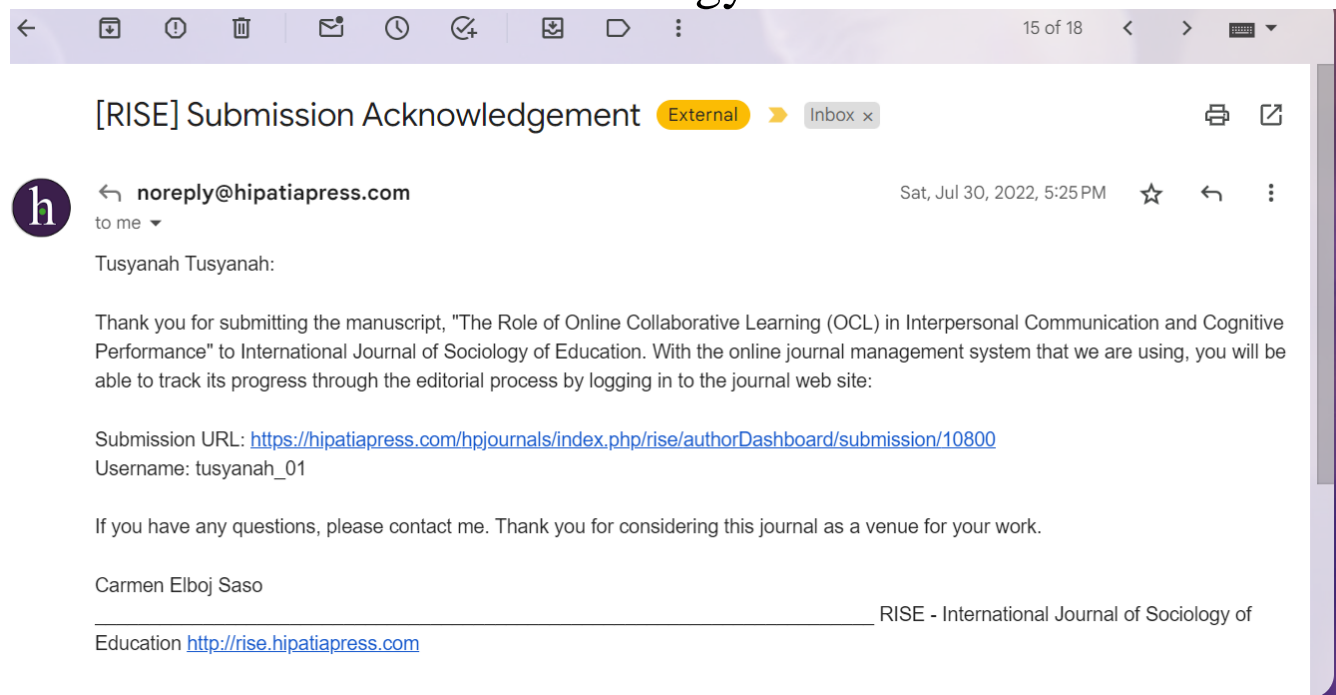 gy
15 of 18
[RISE] Submission Acknowledgement External Inbox x
h noreply@hipatiapress.com Sat, Jul 30, 2022, 5:25 PM
to me
Tusyanah Tusyanah:
Thank you for submitting the manuscript, "The Role of Online Collaborative Learning (OCL) in Interpersonal Communication and Cognitive
Performance" to International Journal of Sociology of Education. With the online journal management system that we are using, you will be
able to track its progress through the editorial process by logging in to the journal web site:
Submission URL: https://hipatiapress.com/hpjournals/index.php/rise/authorDashboard/submission/10800
Username: tusyanah_01
If you have any questions, please contact me. Thank you for considering this journal as a venue for your work.
Carmen Elboj Saso
________________________________________________________________________ RISE - International Journal of Sociology of
Education http://rise.hipatiapress.com